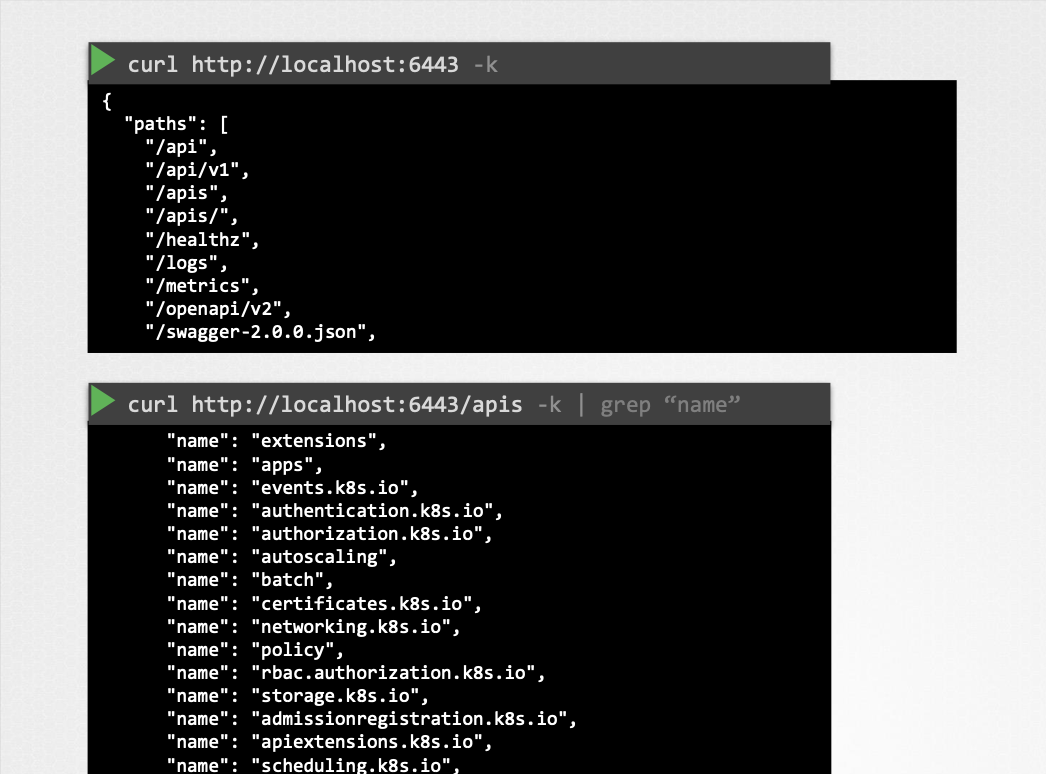 curl http://localhost:6443 -k
{
  "paths": [
    "/api",
    "/api/v1",
    "/apis",
    "/apis/",
    "/healthz",
    "/logs",
    "/metrics",
    "/openapi/v2",
    "/swagger-2.0.0.json",
curl http://localhost:6443/apis -k | grep “name”
      "name": "extensions",
      "name": "apps",
      "name": "events.k8s.io",
      "name": "authentication.k8s.io",
      "name": "authorization.k8s.io",
      "name": "autoscaling",
      "name": "batch",
      "name": "certificates.k8s.io",
      "name": "networking.k8s.io",
      "name": "policy",
      "name": "rbac.authorization.k8s.io",
      "name": "storage.k8s.io",
      "name": "admissionregistration.k8s.io",
      "name": "apiextensions.k8s.io",
      "name": "scheduling.k8s.io",